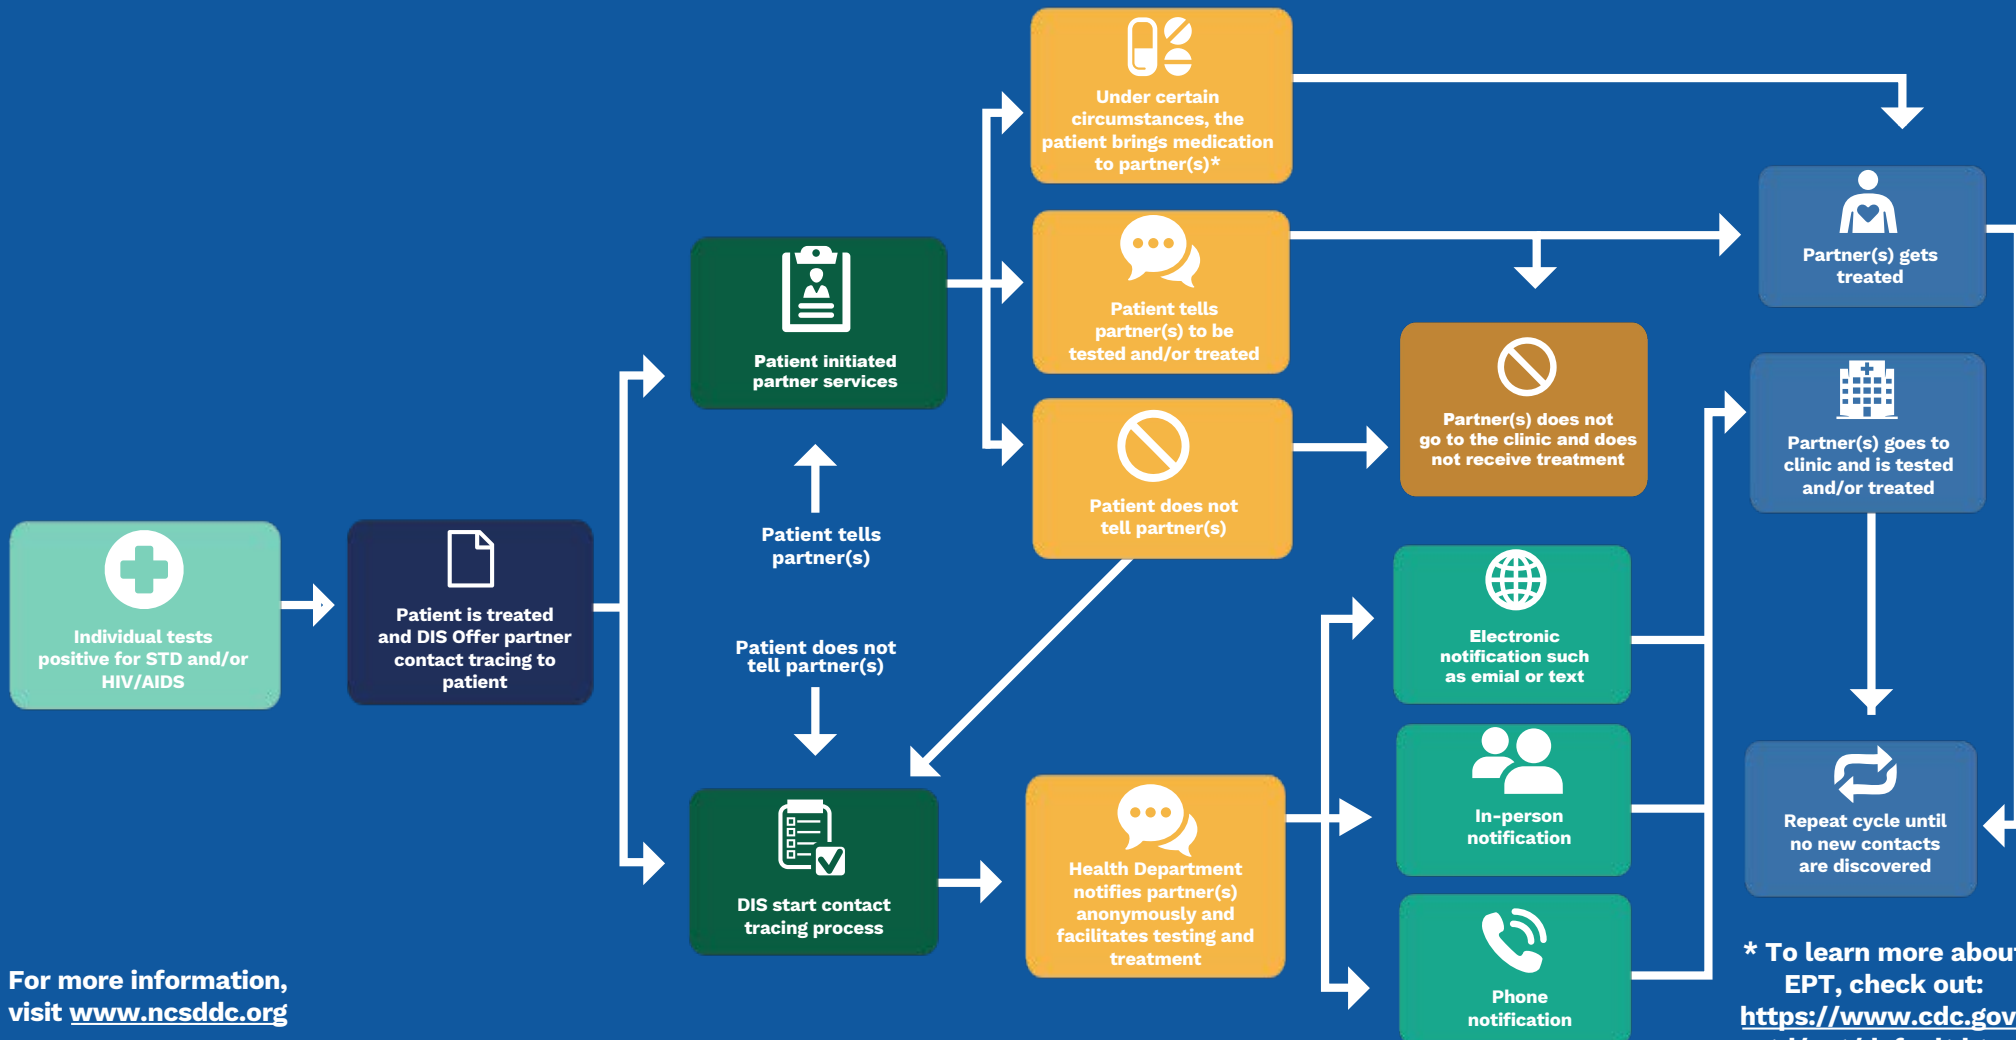 Under certain
circumstances, the
patient brings medication
to partner(s)*
Partner(s) gets
treated
Patient tells
partner(s) to be
tested and/or treated
Patient initiated
partner services
Partner(s) does not
go to the clinic and does
not receive treatment
Partner(s) goes to
clinic and is tested
and/or treated
Patient does not
tell partner(s)
Patient tells
partner(s)
Individual tests
positive for STD and/or
HIV/AIDS
Patient is treated
and DIS Offer partner
contact tracing to
patient
Patient does not
tell partner(s)
Electronic
notification such
as emial or text
In-person
notification
Repeat cycle until
no new contacts
are discovered
DIS start contact
tracing process
Health Department
notifies partner(s)
anonymously and
facilitates testing and
treatment
Phone
notification
For more information,
visit www.ncsddc.org
* To learn more about
EPT, check out:
https://www.cdc.gov